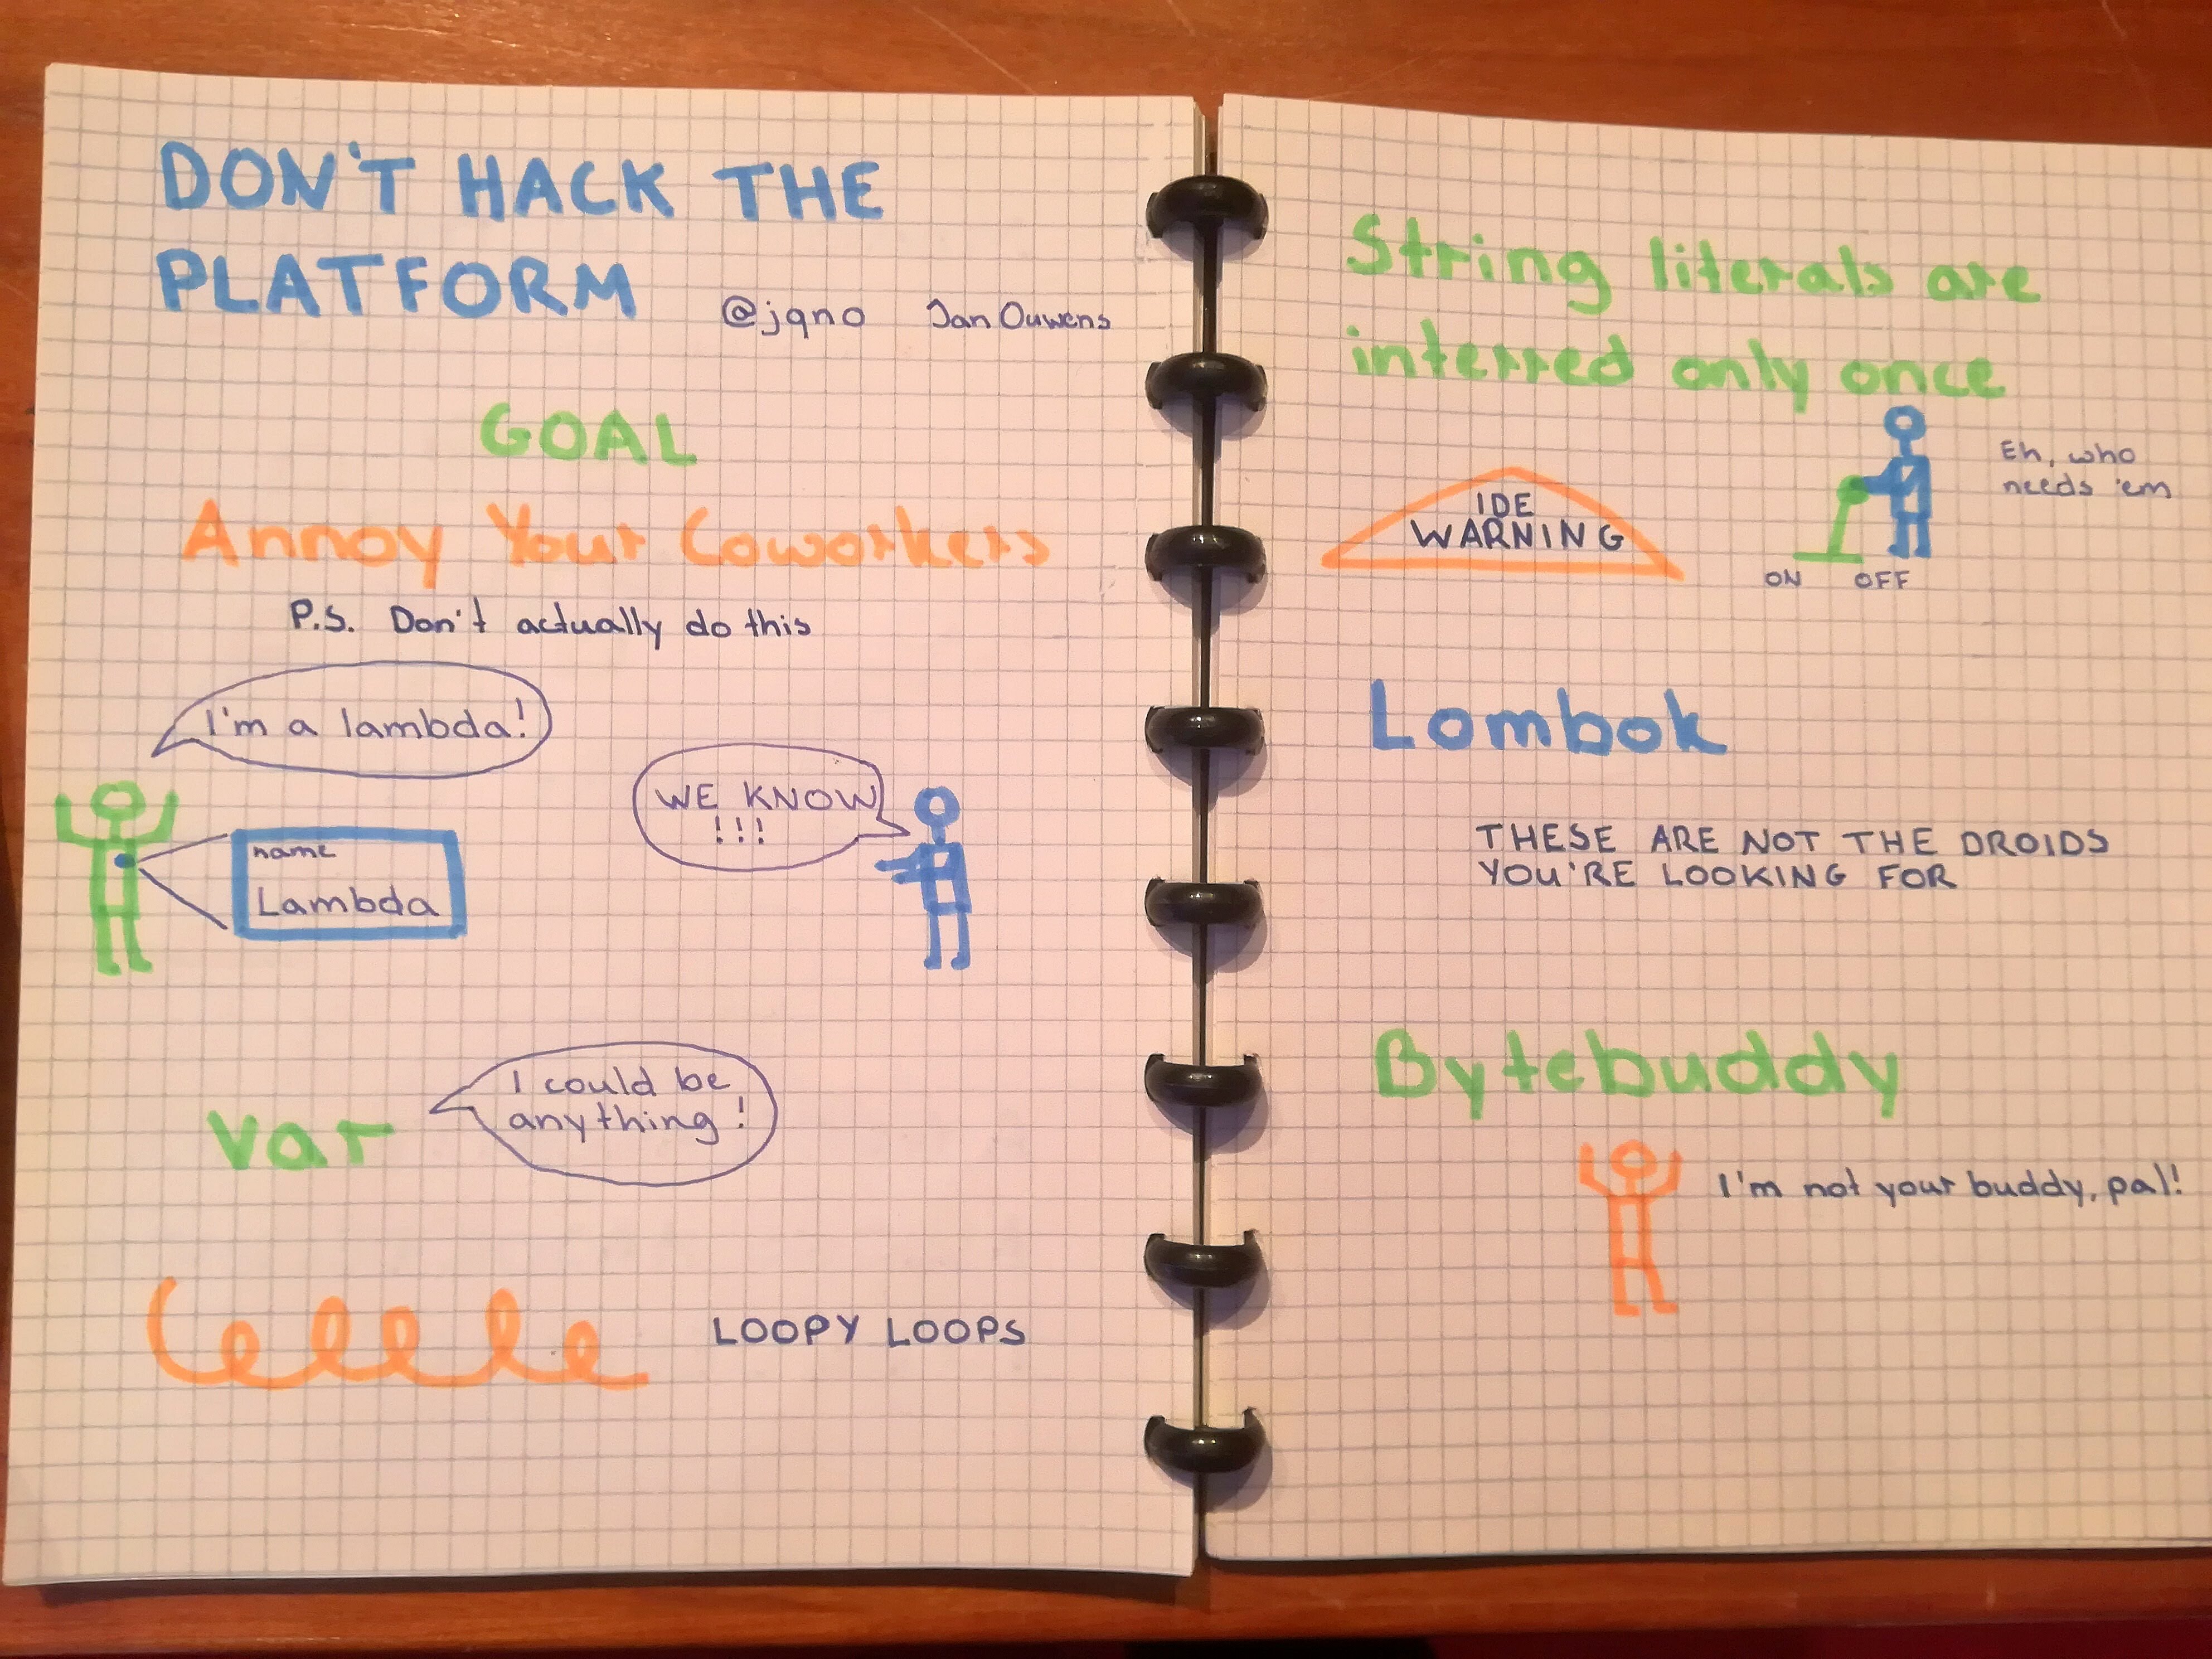 DON'T HACK THE
PLATFORM
@jqno Jan Ouwens
GOAL
Annoy Your Coworkers
P.S. Don't actually do this
I'm a lambda!
WE KNOW
!!!
name
Lambda
var
I could be
anything!
LOOPY LOOPS
String literals are
interred only once
IDE
WARNING
ON OFF
Eh, who
needs 'em
Lombok
THESE ARE NOT THE DROIDS
YOU'RE LOOKING FOR
Bytebuddy
I'm not your buddy, pal!